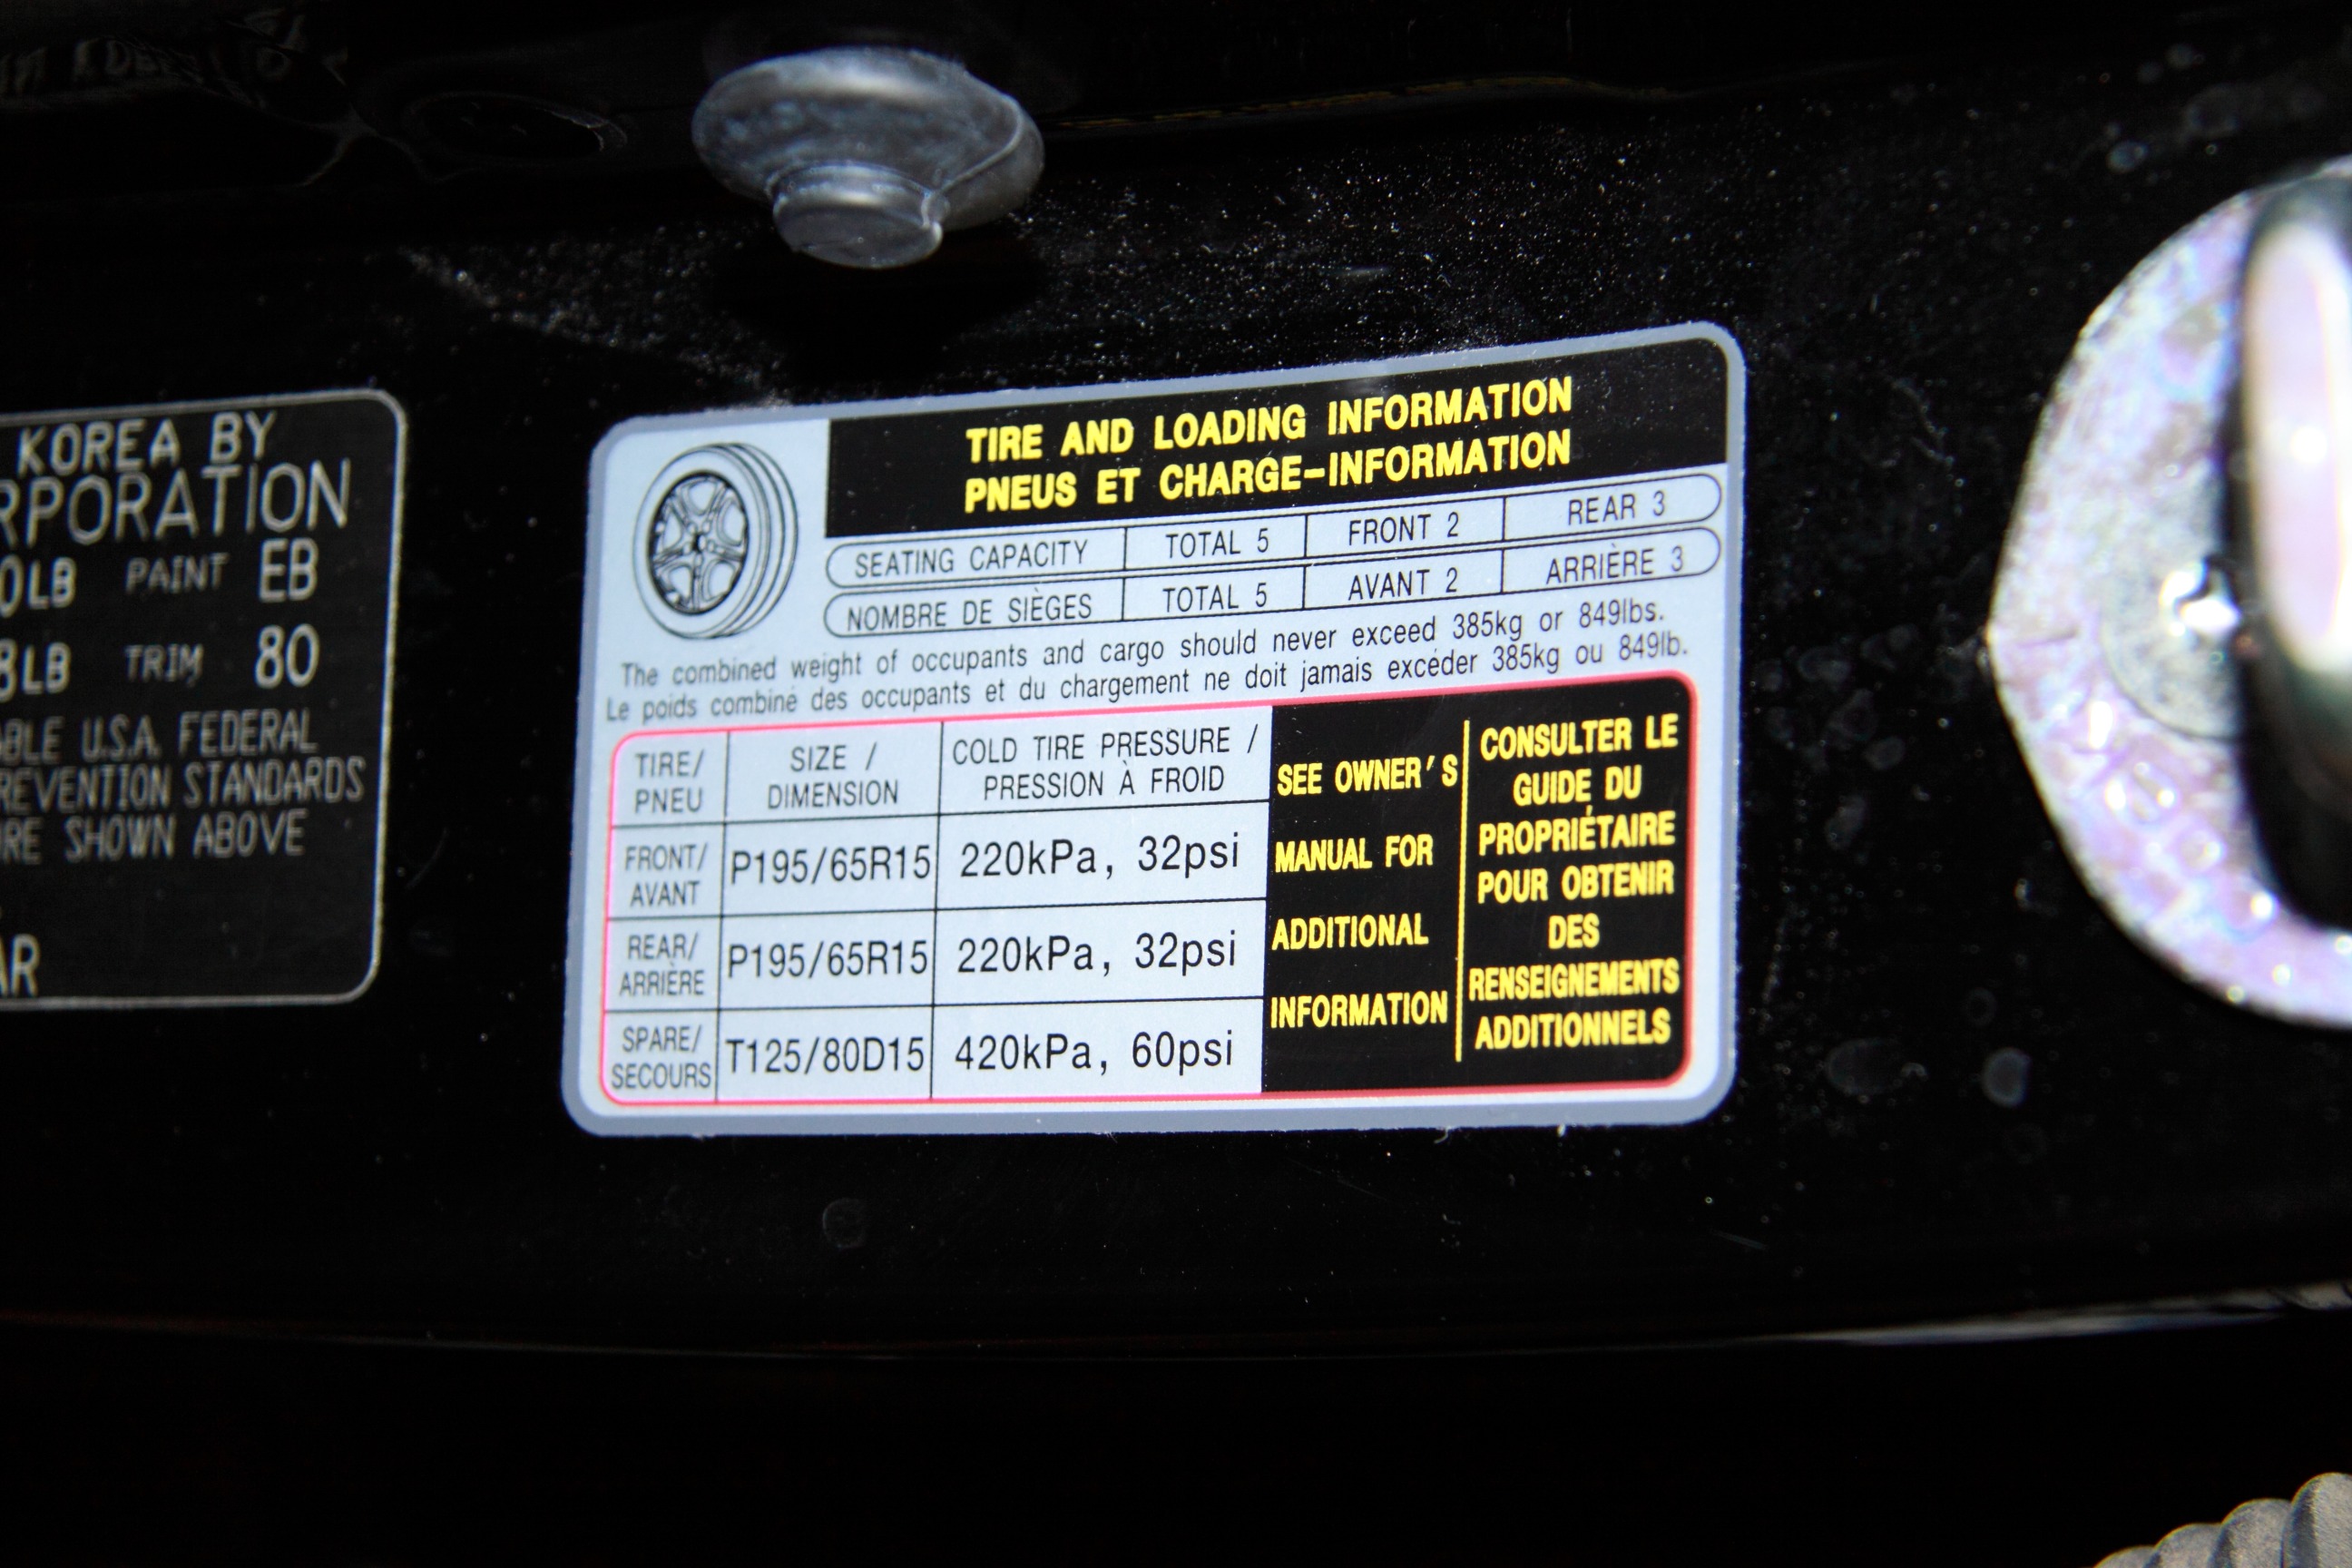 KOREA BY
RPORATION
0LB PAINT EB
8LB TRIM 80
ABLE U.S.A. FEDERAL
REVENTION STANDARDS
RE SHOWN ABOVE
AR
TIRE AND LOADING INFORMATION
PNEUS ET CHARGE-INFORMATION
SEATING CAPACITY TOTAL 5 FRONT 2 REAR 3
NOMBRE DE SIÈGES TOTAL 5 AVANT 2 ARRIÈRE 3
The combined weight of occupants and cargo should never exceed 385kg or 849lbs.
Le poids combiné des occupants et du chargement ne doit jamais excéder 385kg ou 849lb.
TIRE/
PNEU
SIZE /
DIMENSION
COLD TIRE PRESSURE /
PRESSION À FROID
FRONT/
AVANT
P195/65R15
220kPa, 32psi
REAR/
ARRIÈRE
P195/65R15
220kPa, 32psi
SPARE/
SECOURS
T125/80D15
420kPa, 60psi
SEE OWNER'S
MANUAL FOR
ADDITIONAL
INFORMATION
CONSULTER LE
GUIDE DU
PROPRIÉTAIRE
POUR OBTENIR
DES
RENSEIGNEMENTS
ADDITIONNELS